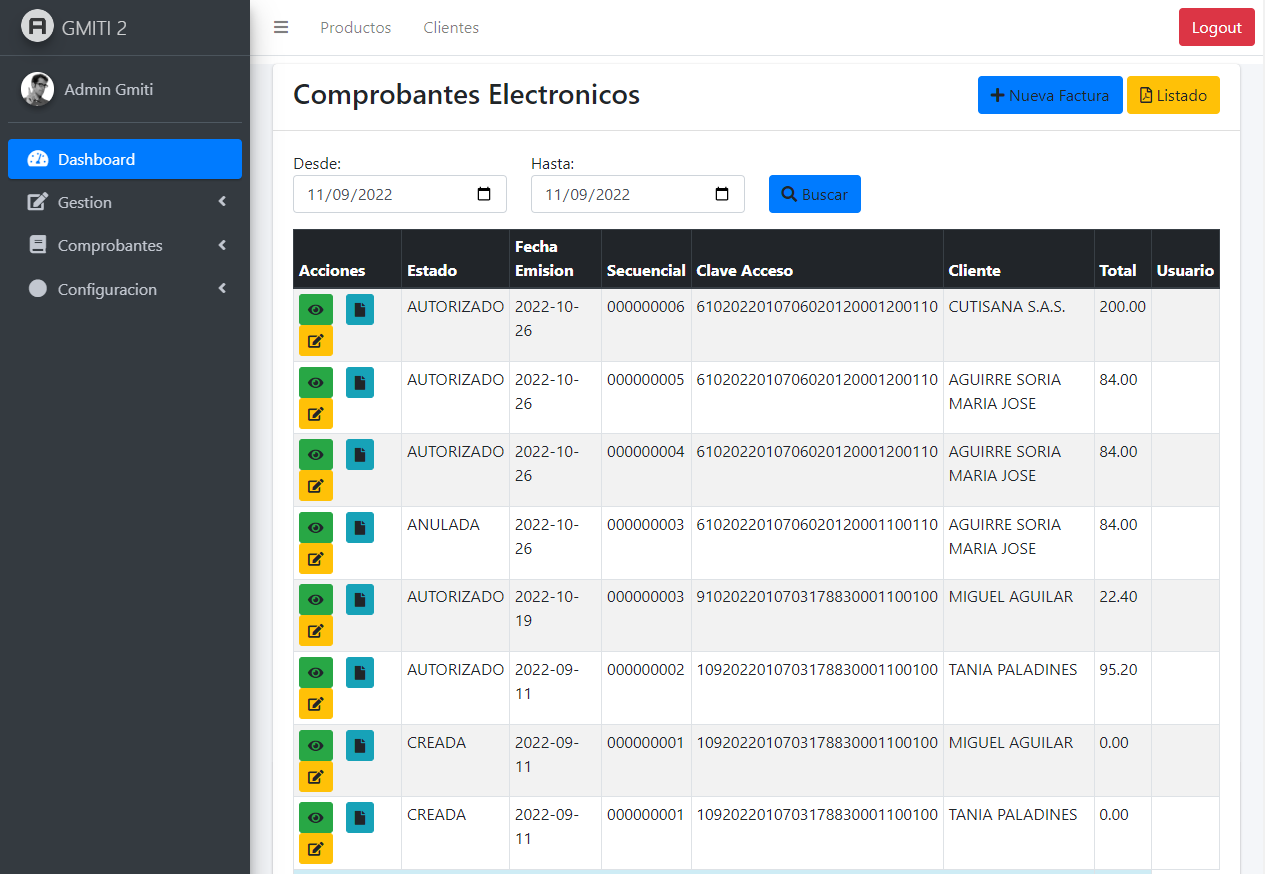 GMITI 2
Productos
Clientes
Logout
Admin Gmiti
Dashboard
Gestion
Comprobantes
Configuracion
Comprobantes Electronicos
Nueva Factura
Listado
Desde:
Hasta:
11/09/2022
11/09/2022
Buscar
Acciones Estado Fecha Emision Secuencial Clave Acceso Cliente Total Usuario
AUTORIZADO 2022-10-26 000000006 6102022010706020120001200110 CUTISANA S.A.S. 200.00
AUTORIZADO 2022-10-26 000000005 6102022010706020120001200110 AGUIRRE SORIA MARIA JOSE 84.00
AUTORIZADO 2022-10-26 000000004 6102022010706020120001200110 AGUIRRE SORIA MARIA JOSE 84.00
ANULADA 2022-10-26 000000003 6102022010706020120001100110 AGUIRRE SORIA MARIA JOSE 84.00
AUTORIZADO 2022-10-19 000000003 9102022010703178830001100100 MIGUEL AGUILAR 22.40
AUTORIZADO 2022-09-11 000000002 1092022010703178830001100100 TANIA PALADINES 95.20
CREADA 2022-09-11 000000001 1092022010703178830001100100 MIGUEL AGUILAR 0.00
CREADA 2022-09-11 000000001 1092022010703178830001100100 TANIA PALADINES 0.00